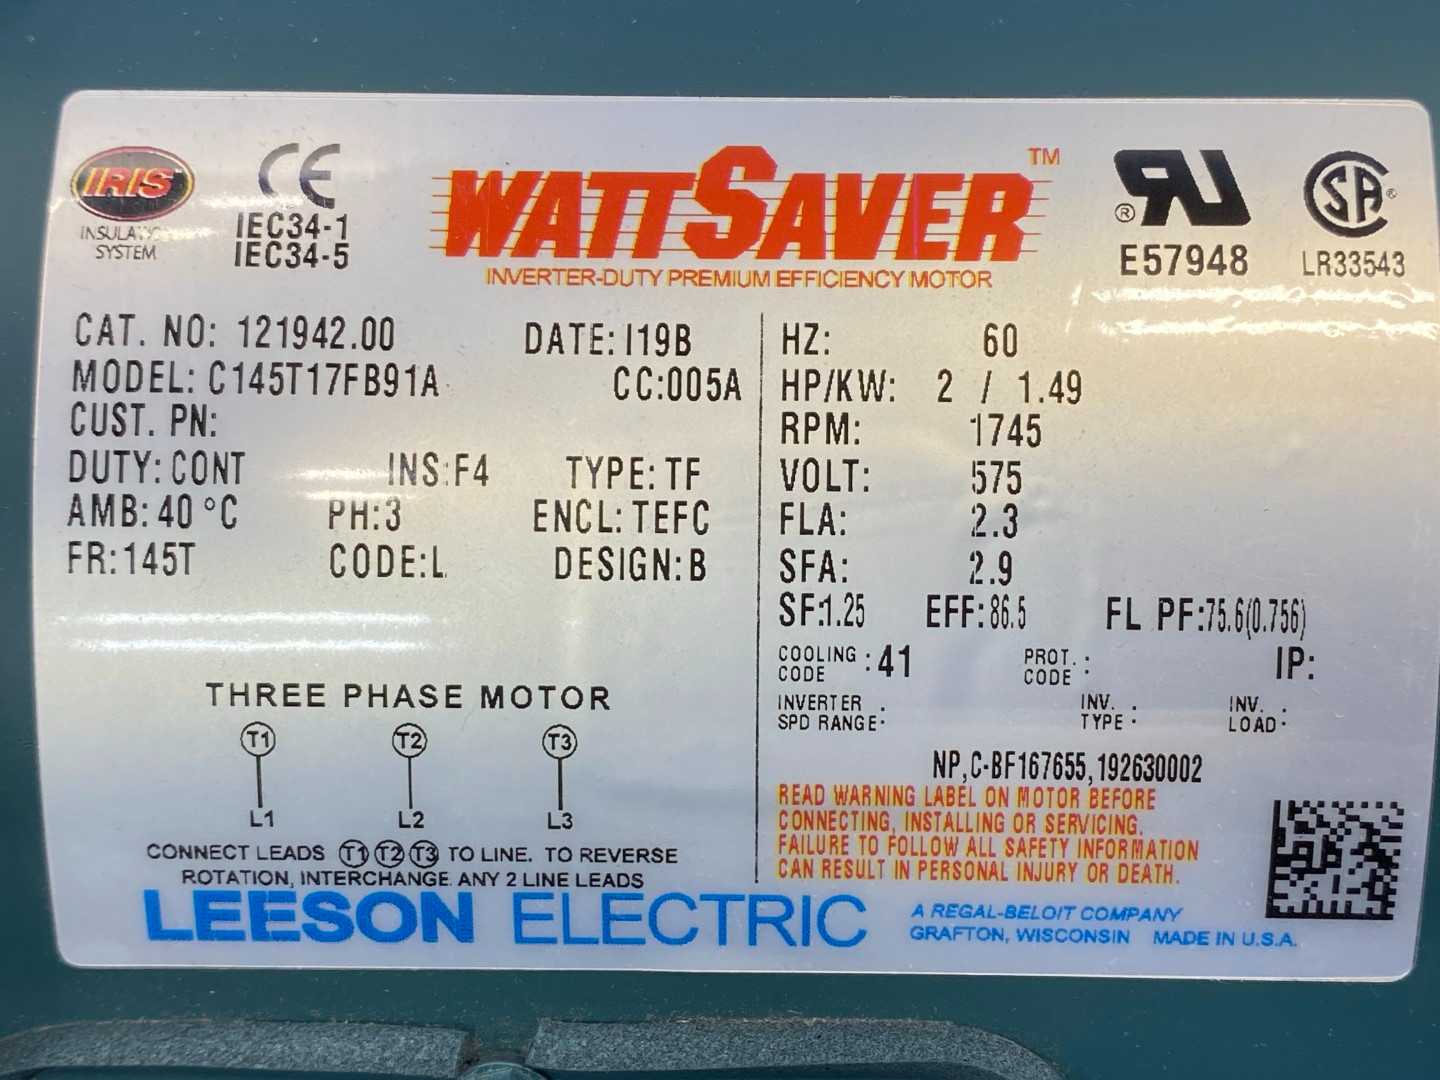 IRIS
INSULATION
SYSTEM
CE
IEC34-1
IEC34-5
WATTSAVER™
INVERTER-DUTY PREMIUM EFFICIENCY MOTOR
®
E57948
SA®
LR33543
CAT. NO: 121942.00 DATE: I19B
MODEL: C145T17FB91A CC:005A
CUST. PN:
DUTY: CONT INS:F4 TYPE: TF
AMB: 40 °C PH:3 ENCL: TEFC
FR:145T CODE:L DESIGN:B
THREE PHASE MOTOR
T1 T2 T3
L1 L2 L3
CONNECT LEADS T1 T2 T3 TO LINE. TO REVERSE
ROTATION, INTERCHANGE ANY 2 LINE LEADS
HZ: 60
HP/KW: 2 / 1.49
RPM: 1745
VOLT: 575
FLA: 2.3
SFA: 2.9
SF:1.25 EFF: 86.5 FL PF:75.6(0.756)
COOLING CODE : 41 PROT. CODE : IP:
INVERTER SPD RANGE : INV. TYPE : INV. LOAD :
NP,C-BF167655,192630002
READ WARNING LABEL ON MOTOR BEFORE
CONNECTING, INSTALLING OR SERVICING.
FAILURE TO FOLLOW ALL SAFETY INFORMATION
CAN RESULT IN PERSONAL INJURY OR DEATH.
LEESON ELECTRIC
A REGAL-BELOIT COMPANY
GRAFTON, WISCONSIN MADE IN U.S.A.